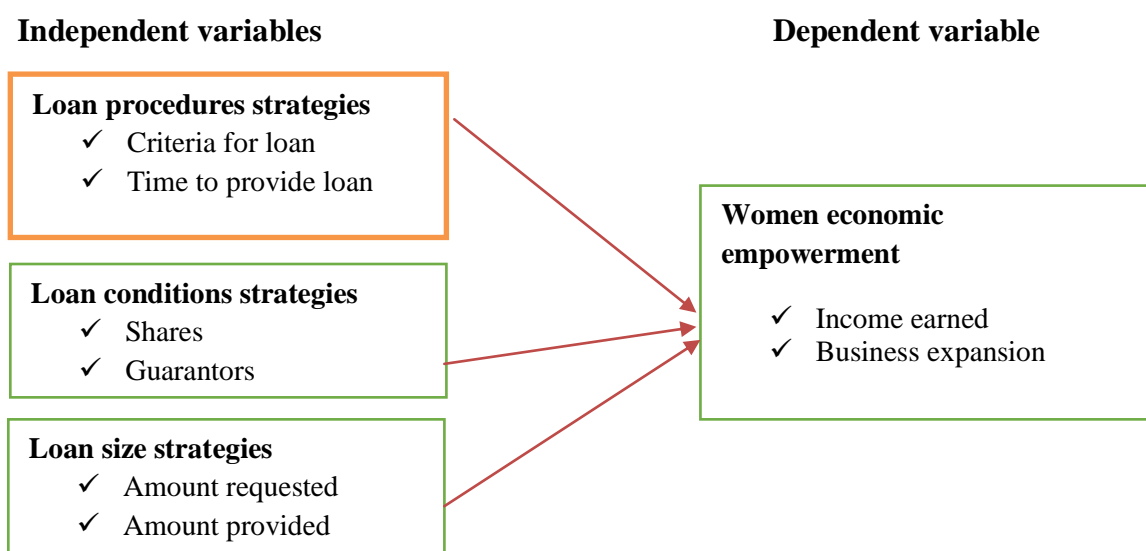 Independent variables
Dependent variable
Loan procedures strategies
✓ Criteria for loan
✓ Time to provide loan
Loan conditions strategies
✓ Shares
✓ Guarantors
Loan size strategies
✓ Amount requested
✓ Amount provided
Women economic
empowerment
✓ Income earned
✓ Business expansion